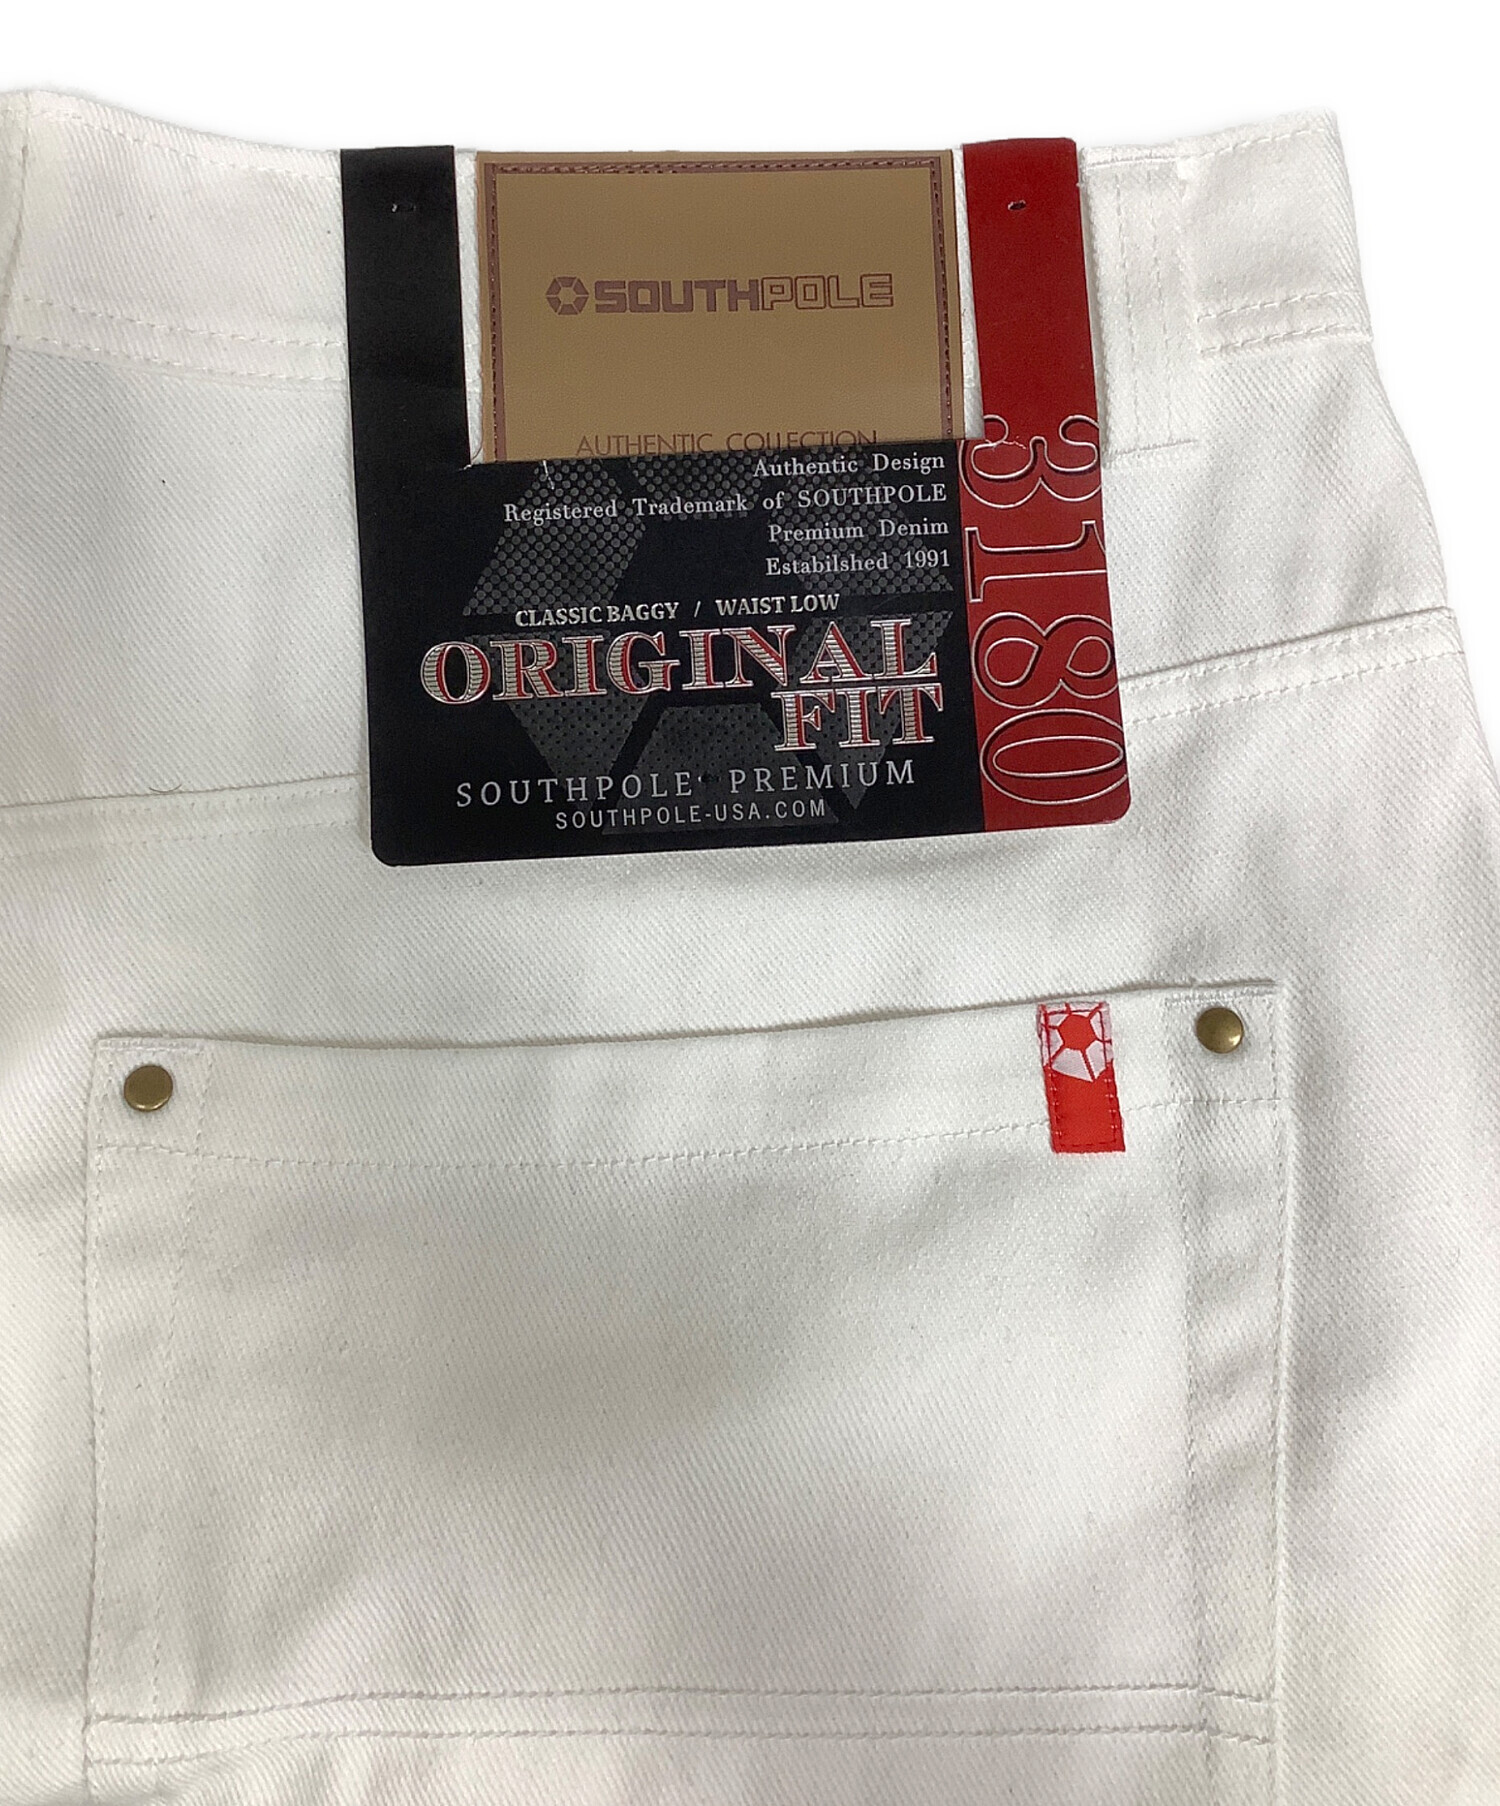 SOUTHPOLE
AUTHENTIC COLLECTION
Authentic Design
Registered Trademark of SOUTHPOLE
Premium Denim
Estabilshed 1991
CLASSIC BAGGY / WAIST LOW
ORIGINAL
FIT
SOUTHPOLE PREMIUM
SOUTHPOLE-USA.COM
3180